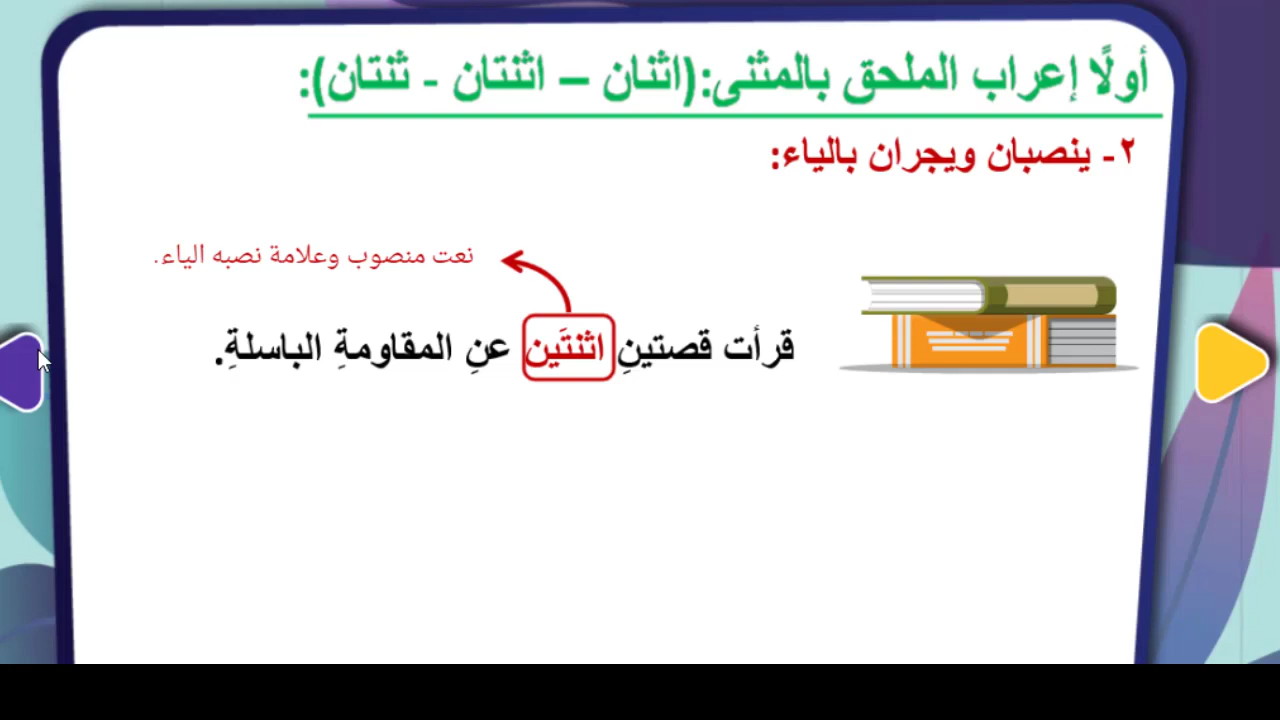 أولًا إعراب الملحق بالمثنى:(اثنان – اثنتان - ثنتان):
٢- ينصبان ويجران بالياء:
نعت منصوب وعلامة نصبه الياء.
قرأت قصتينِ اثنتَين عنِ المقاومةِ الباسلةِ.